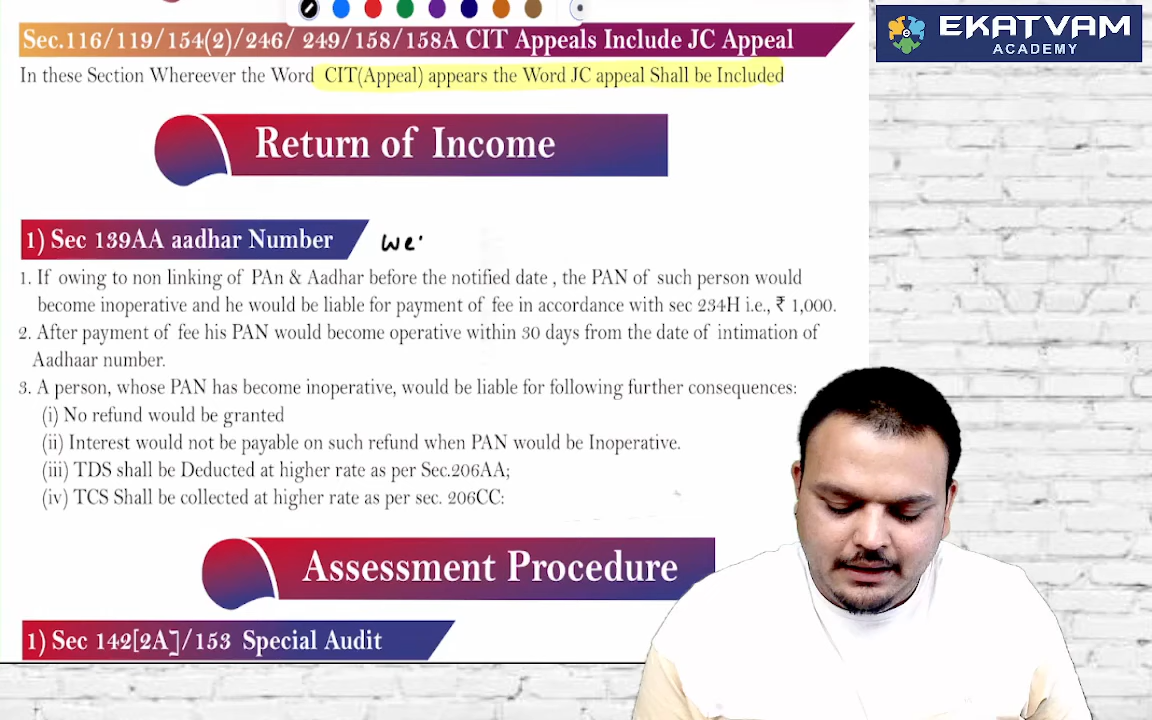 Sec.116/119/154(2)/246/ 249/158/158A CIT Appeals Include JC Appeal
EKATVAM
ACADEMY
In these Section Whereever the Word CIT(Appeal) appears the Word JC appeal Shall be Included
Return of Income
1) Sec 139AA aadhar Number
we
1. If owing to non linking of PAn & Aadhar before the notified date , the PAN of such person would
become inoperative and he would be liable for payment of fee in accordance with sec 234H i.e., ₹ 1,000.
2. After payment of fee his PAN would become operative within 30 days from the date of intimation of
Aadhaar number.
3. A person, whose PAN has become inoperative, would be liable for following further consequences:
(i) No refund would be granted
(ii) Interest would not be payable on such refund when PAN would be Inoperative.
(iii) TDS shall be Deducted at higher rate as per Sec.206AA;
(iv) TCS Shall be collected at higher rate as per sec. 206CC:
Assessment Procedure
1) Sec 142[2A]/153 Special Audit